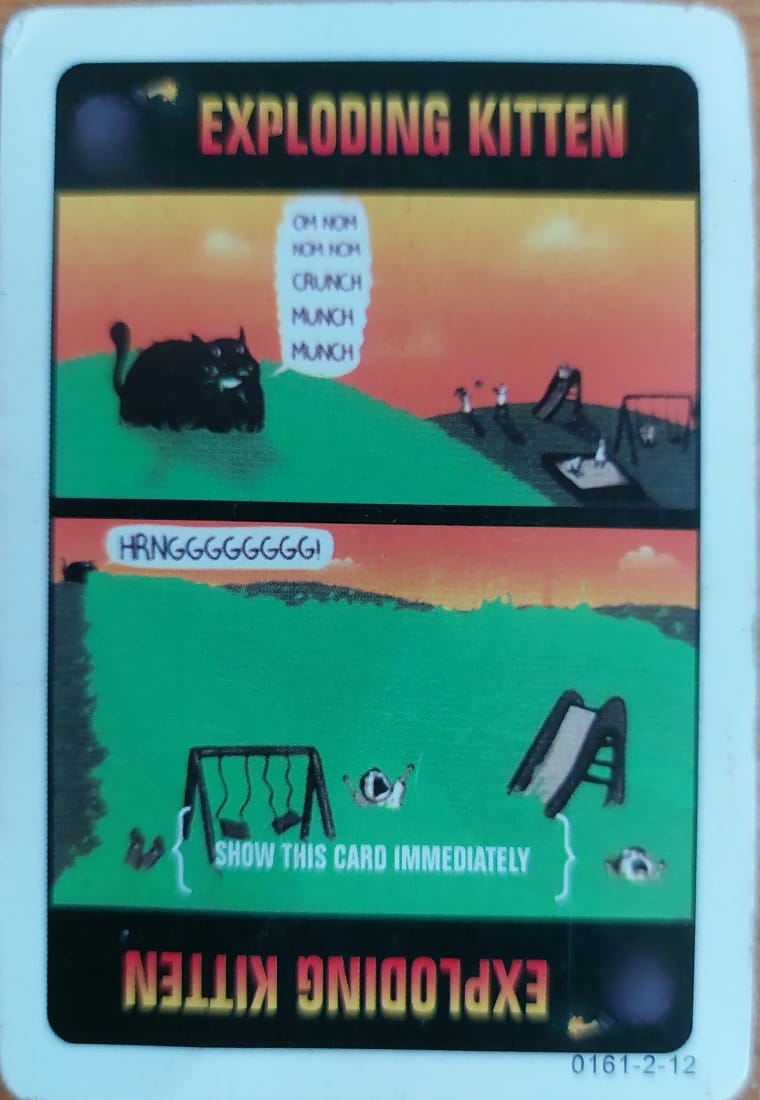 EXPLODING KITTEN
OM NOM
NOM NOM
CRUNCH
MUNCH
MUNCH
HRNGGGGGGGG!
SHOW THIS CARD IMMEDIATELY
EXPLODING KITTEN
0161-2-12